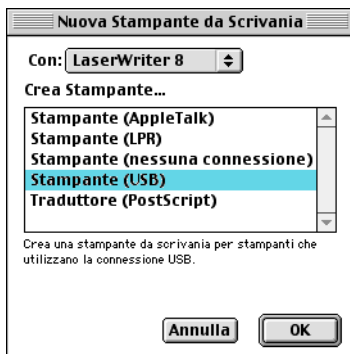 Nuova Stampante da Scrivania
Con: LaserWriter 8
Crea Stampante...
Stampante (AppleTalk)
Stampante (LPR)
Stampante (nessuna connessione)
Stampante (USB)
Traduttore (PostScript)
Crea una stampante da scrivania per stampanti che
utilizzano la connessione USB.
Annulla OK